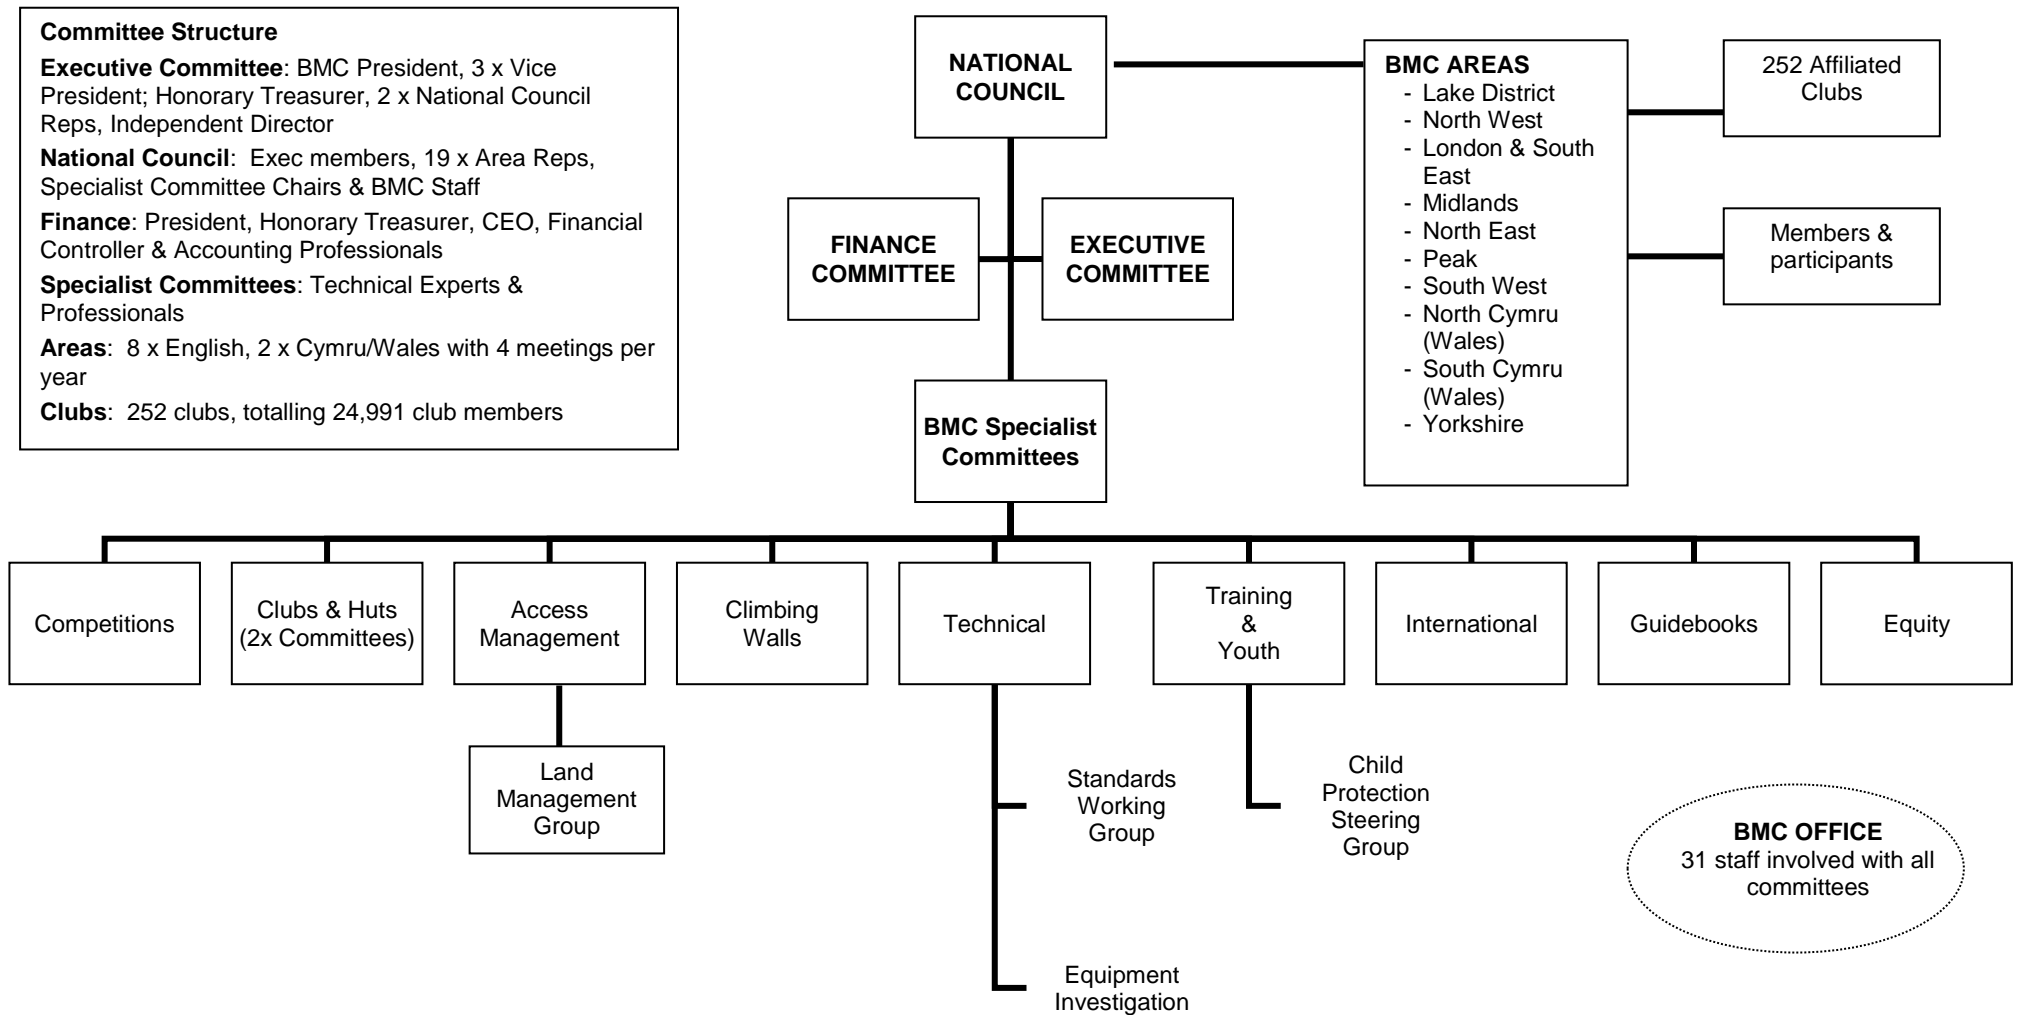 Committee Structure
Executive Committee: BMC President, 3 x Vice
President; Honorary Treasurer, 2 x National Council
Reps, Independent Director
National Council:  Exec members, 19 x Area Reps,
Specialist Committee Chairs & BMC Staff
Finance: President, Honorary Treasurer, CEO, Financial
Controller & Accounting Professionals
Specialist Committees: Technical Experts &
Professionals
Areas:  8 x English, 2 x Cymru/Wales with 4 meetings per
year
Clubs:  252 clubs, totalling 24,991 club members
NATIONAL
COUNCIL
BMC AREAS
- Lake District
- North West
- London & South
East
- Midlands
- North East
- Peak
- South West
- North Cymru
(Wales)
- South Cymru
(Wales)
- Yorkshire
252 Affiliated
Clubs
Members &
participants
FINANCE
COMMITTEE
EXECUTIVE
COMMITTEE
BMC Specialist
Committees
Competitions
Clubs & Huts
(2x Committees)
Access
Management
Climbing
Walls
Technical
Training
&
Youth
International
Guidebooks
Equity
Land
Management
Group
Standards
Working
Group
Child
Protection
Steering
Group
BMC OFFICE
31 staff involved with all
committees
Equipment
Investigation